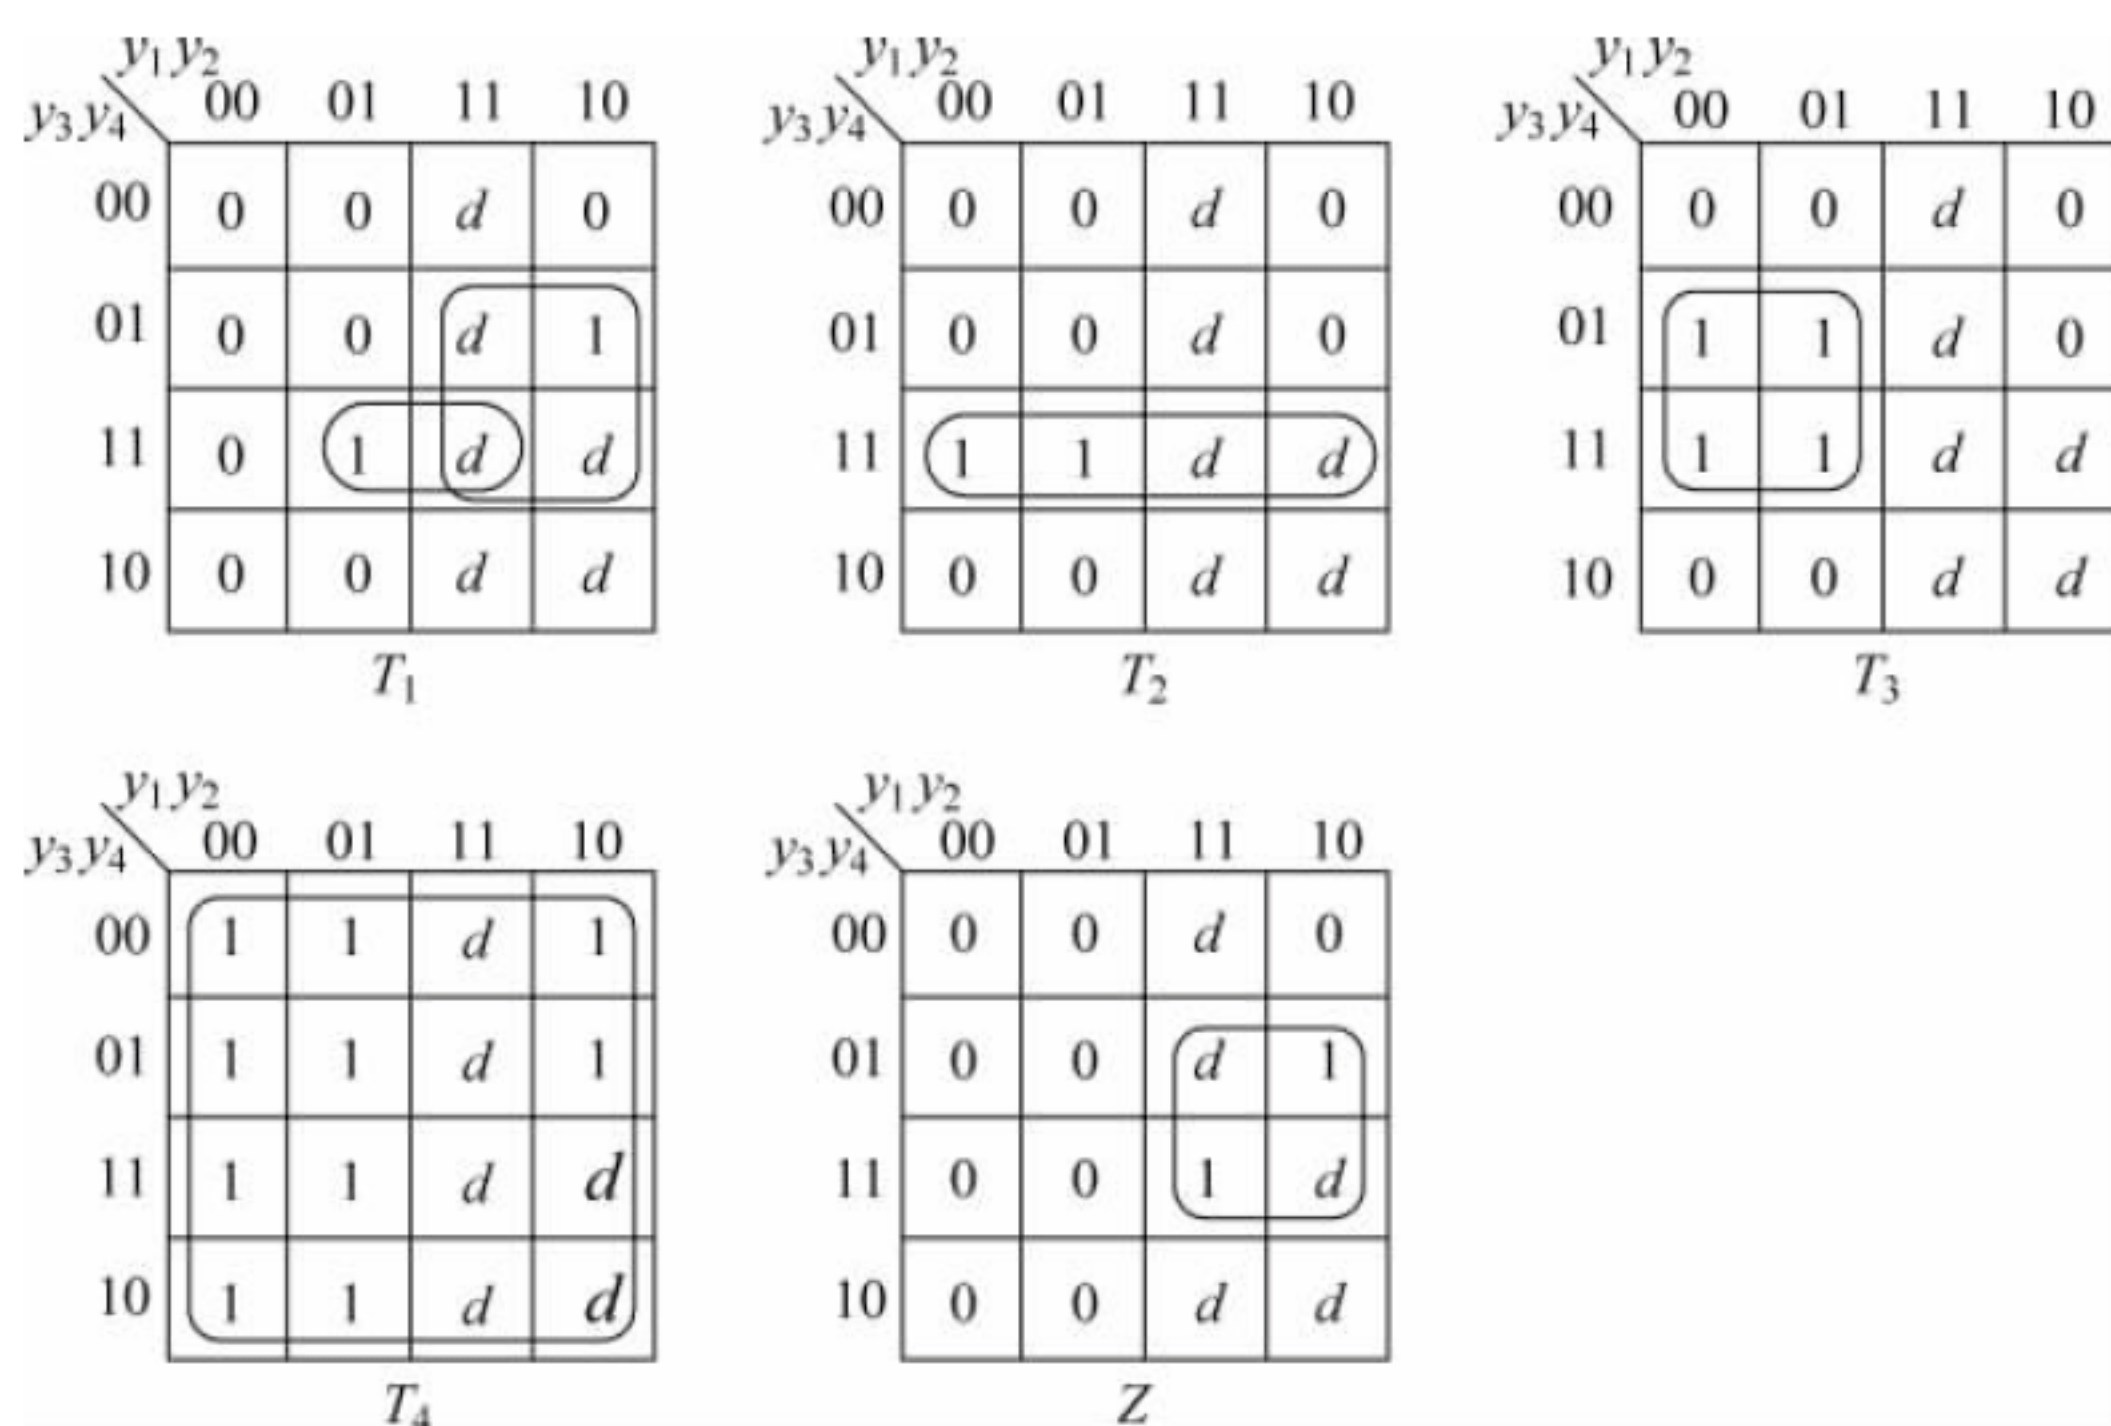 y1y2 y1y2 y1y2
y3y4 00 01 11 10 y3y4 00 01 11 10 y3y4 00 01 11 10
00 0 0 d 0 00 0 0 d 0 00 0 0 d 0
01 0 0 d 1 01 0 0 d 0 01 1 1 d 0
11 0 1 d d 11 1 1 d d 11 1 1 d d
10 0 0 d d 10 0 0 d d 10 0 0 d d
T1 T2 T3
y1y2 y1y2
y3y4 00 01 11 10 y3y4 00 01 11 10
00 1 1 d 1 00 0 0 d 0
01 1 1 d 1 01 0 0 d 1
11 1 1 d d 11 0 0 1 d
10 1 1 d d 10 0 0 d d
T4 Z